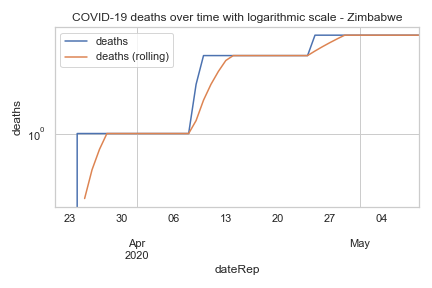 COVID-19 deaths over time with logarithmic scale - Zimbabwe
deaths
deaths (rolling)
deaths
10⁰
23 30 06 13 20 27 04
Apr May
2020
dateRep